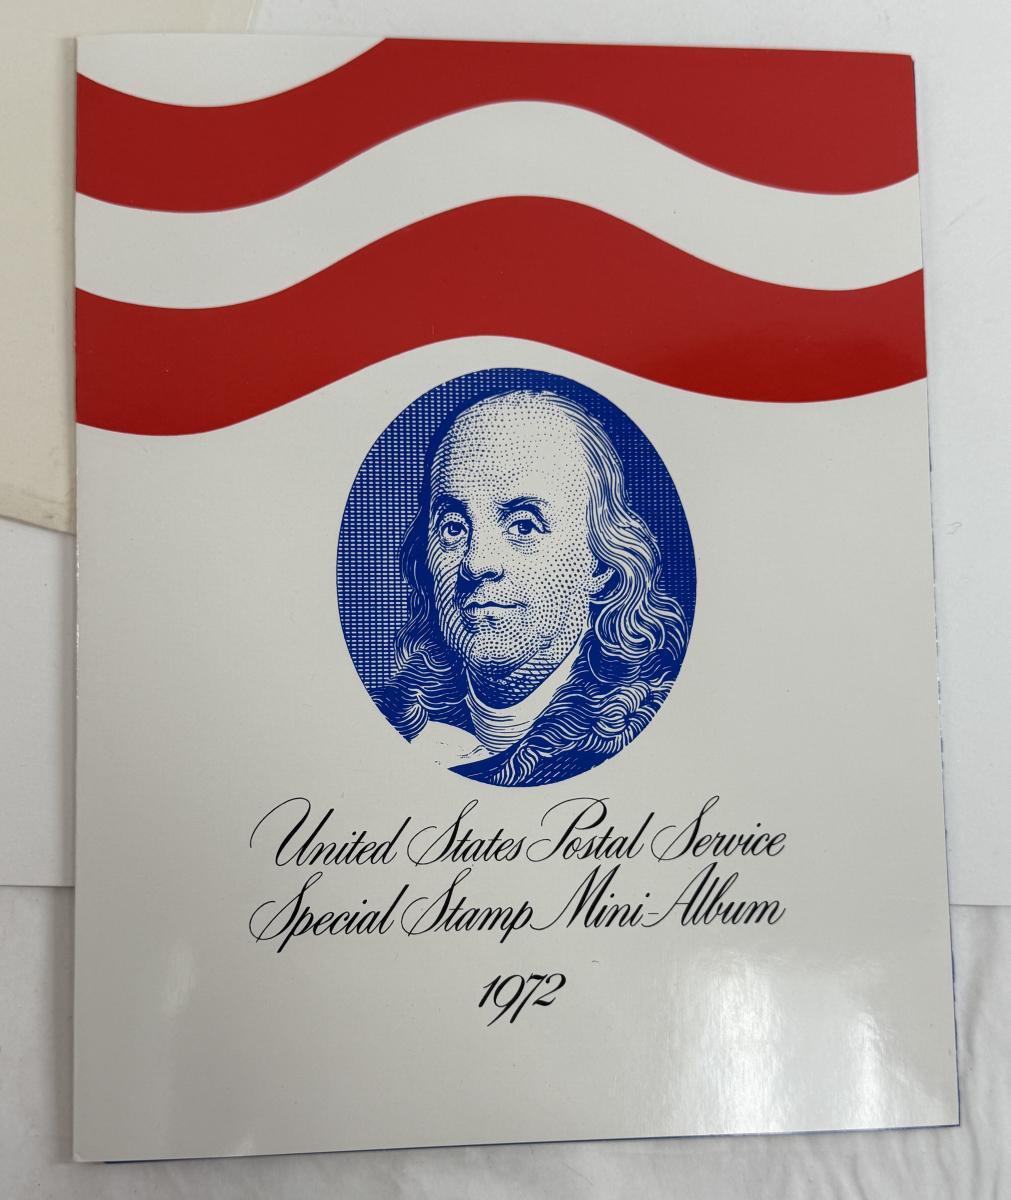 United States Postal Service
Special Stamp Mini-Album
1972